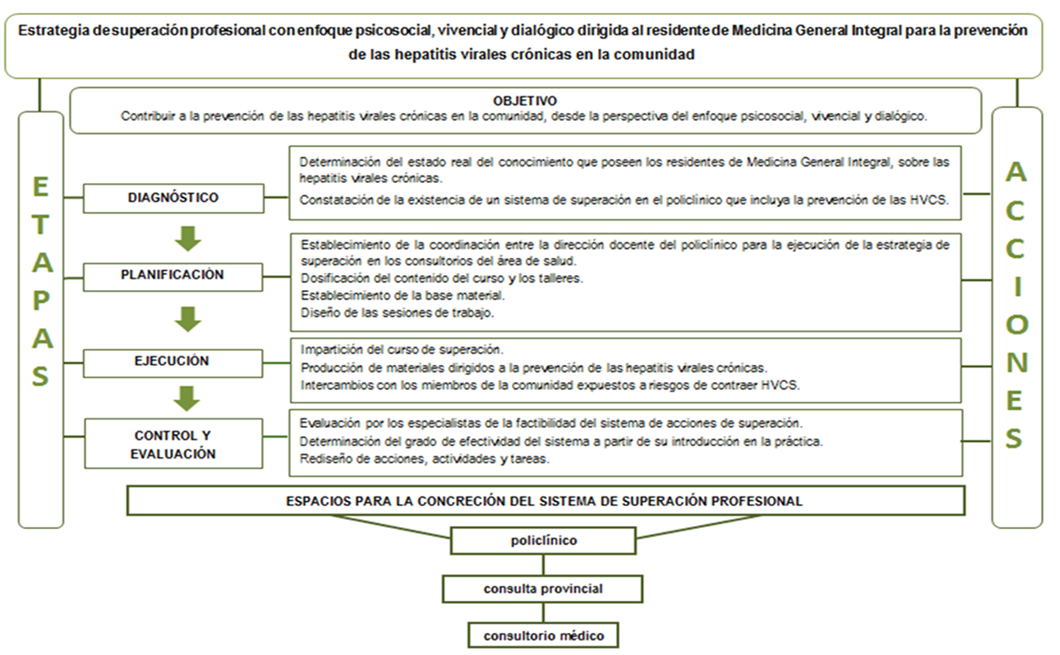 Estrategia de superación profesional con enfoque psicosocial, vivencial y dialógico dirigida al residente de Medicina General Integral para la prevención
de las hepatitis virales crónicas en la comunidad
OBJETIVO
Contribuir a la prevención de las hepatitis virales crónicas en la comunidad, desde la perspectiva del enfoque psicosocial, vivencial y dialógico.
ETAPAS
ACCIONES
DIAGNÓSTICO
Determinación del estado real del conocimiento que poseen los residentes de Medicina General Integral, sobre las
hepatitis virales crónicas.
Constatación de la existencia de un sistema de superación en el policlínico que incluya la prevención de las HVCS.
PLANIFICACIÓN
Establecimiento de la coordinación entre la dirección docente del policlínico para la ejecución de la estrategia de
superación en los consultorios del área de salud.
Dosificación del contenido del curso y los talleres.
Establecimiento de la base material.
Diseño de las sesiones de trabajo.
EJECUCIÓN
Impartición del curso de superación.
Producción de materiales dirigidos a la prevención de las hepatitis virales crónicas.
Intercambios con los miembros de la comunidad expuestos a riesgos de contraer HVCS.
CONTROL Y
EVALUACIÓN
Evaluación por los especialistas de la factibilidad del sistema de acciones de superación.
Determinación del grado de efectividad del sistema a partir de su introducción en la práctica.
Rediseño de acciones, actividades y tareas.
ESPACIOS PARA LA CONCRECIÓN DEL SISTEMA DE SUPERACIÓN PROFESIONAL
policlínico
consulta provincial
consultorio médico